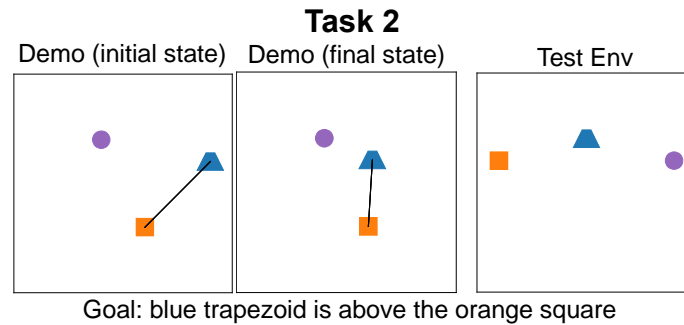 Task 2
Demo (initial state)
Demo (final state)
Test Env
Goal: blue trapezoid is above the orange square